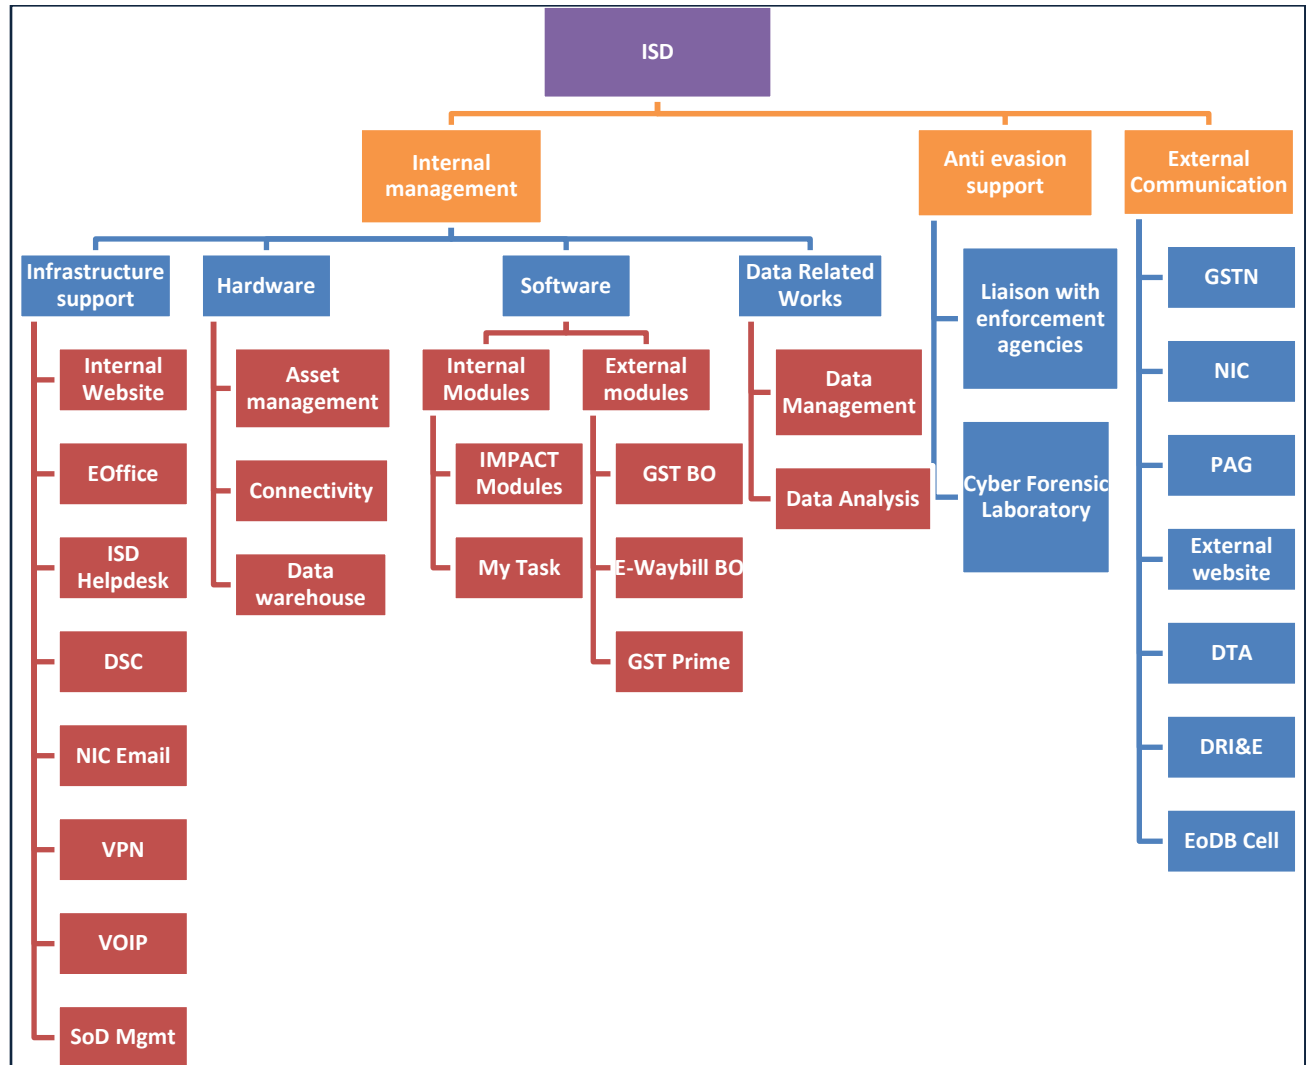 ISD
Internal
management
Anti evasion
support
External
Communication
Infrastructure
support
Hardware
Software
Data Related
Works
Internal
Website
EOffice
ISD
Helpdesk
DSC
NIC Email
VPN
VOIP
SoD Mgmt
Asset
management
Connectivity
Data
warehouse
Internal
Modules
IMPACT
Modules
My Task
External
modules
GST BO
E-Waybill BO
GST Prime
Data
Management
Data Analysis
Liaison with
enforcement
agencies
Cyber Forensic
Laboratory
GSTN
NIC
PAG
External
website
DTA
DRI&E
EoDB Cell